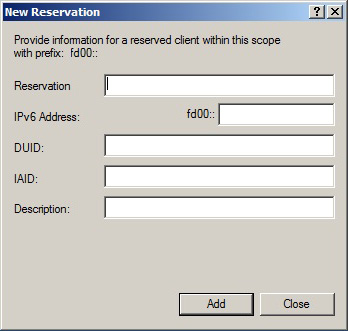 New Reservation
Provide information for a reserved client within this scope
with prefix: fd00::
Reservation
IPv6 Address: fd00::
DUID:
IAID:
Description:
Add Close